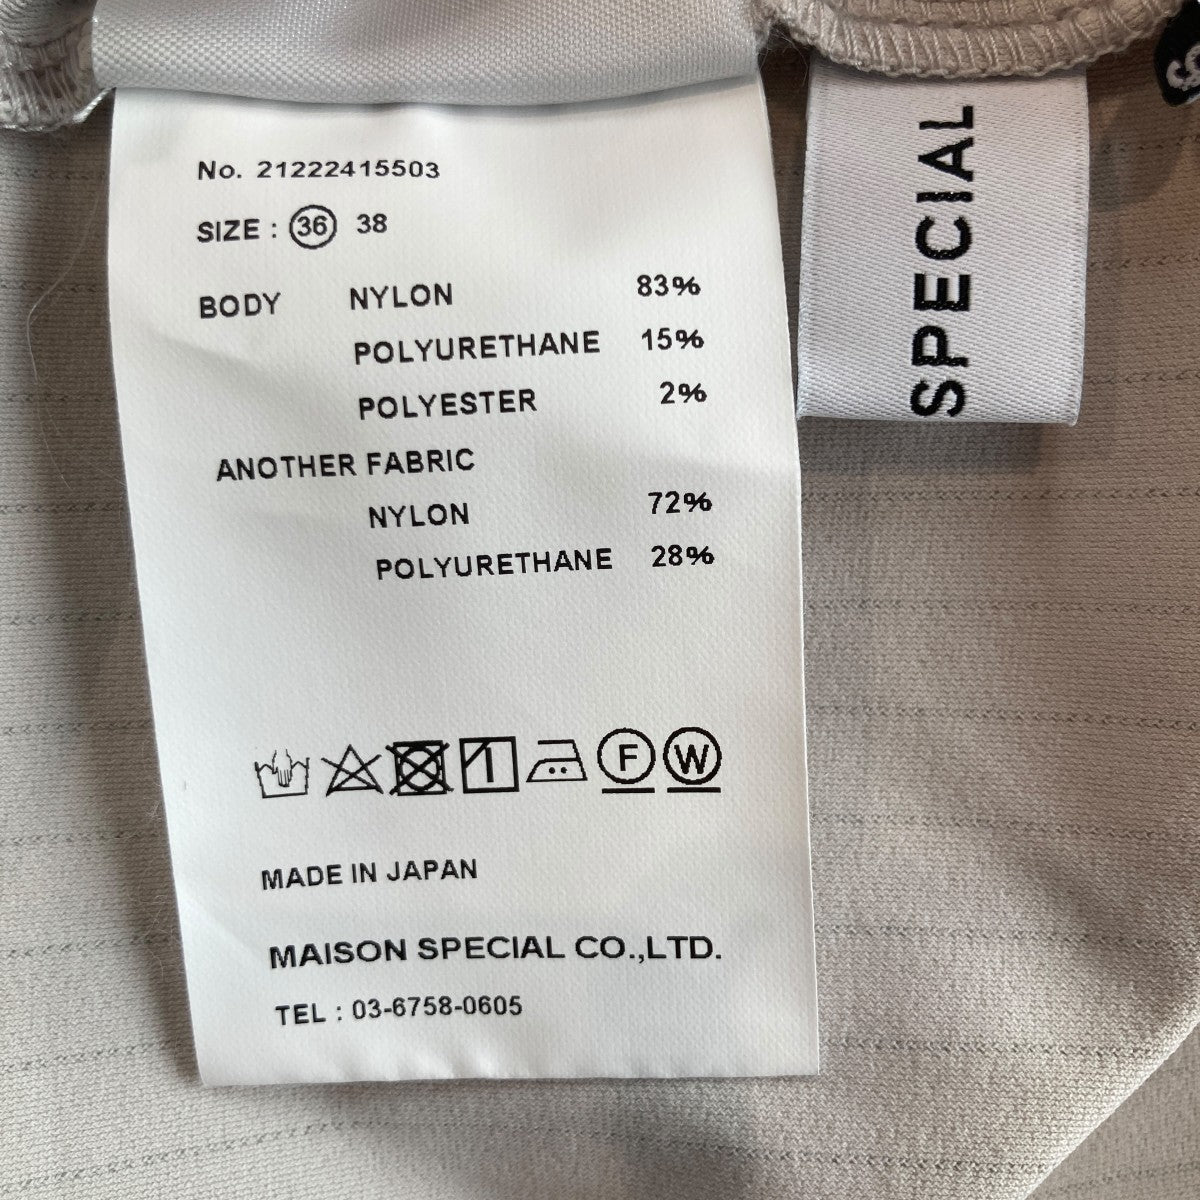 No. 21222415503
SIZE : 36 38
BODY NYLON 83%
POLYURETHANE 15%
POLYESTER 2%
ANOTHER FABRIC
NYLON 72%
POLYURETHANE 28%
F W
MADE IN JAPAN
MAISON SPECIAL CO.,LTD.
TEL : 03-6758-0605
SPECIAL